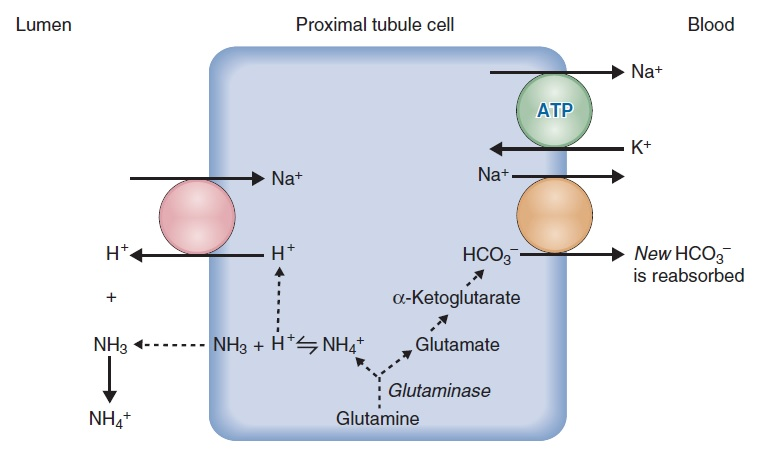 Lumen Proximal tubule cell Blood
Na⁺
ATP
K⁺
Na⁺ Na⁺
H⁺ H⁺ HCO₃⁻ New HCO₃⁻
is reabsorbed
+ α-Ketoglutarate
NH₃ NH₃ + H⁺ ⇌ NH₄⁺ Glutamate
Glutaminase
NH₄⁺ Glutamine